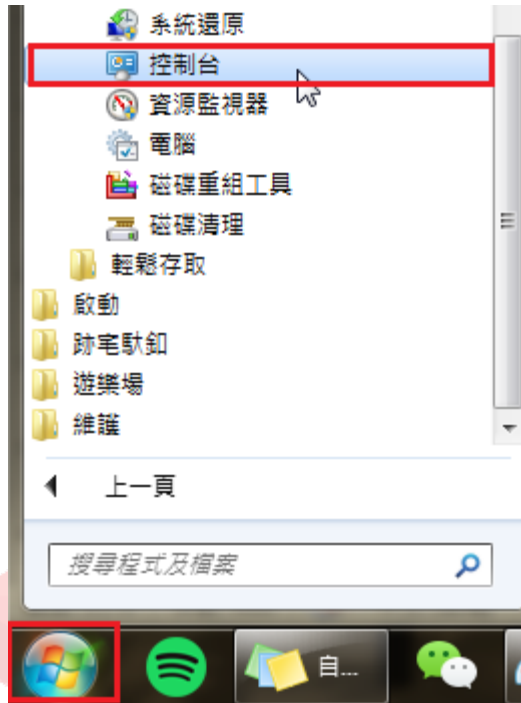 系統還原
控制台
資源監視器
電腦
磁碟重組工具
磁碟清理
輕鬆存取
啟動
跡宅馱釦
遊樂場
維護
上一頁
搜尋程式及檔案
自...